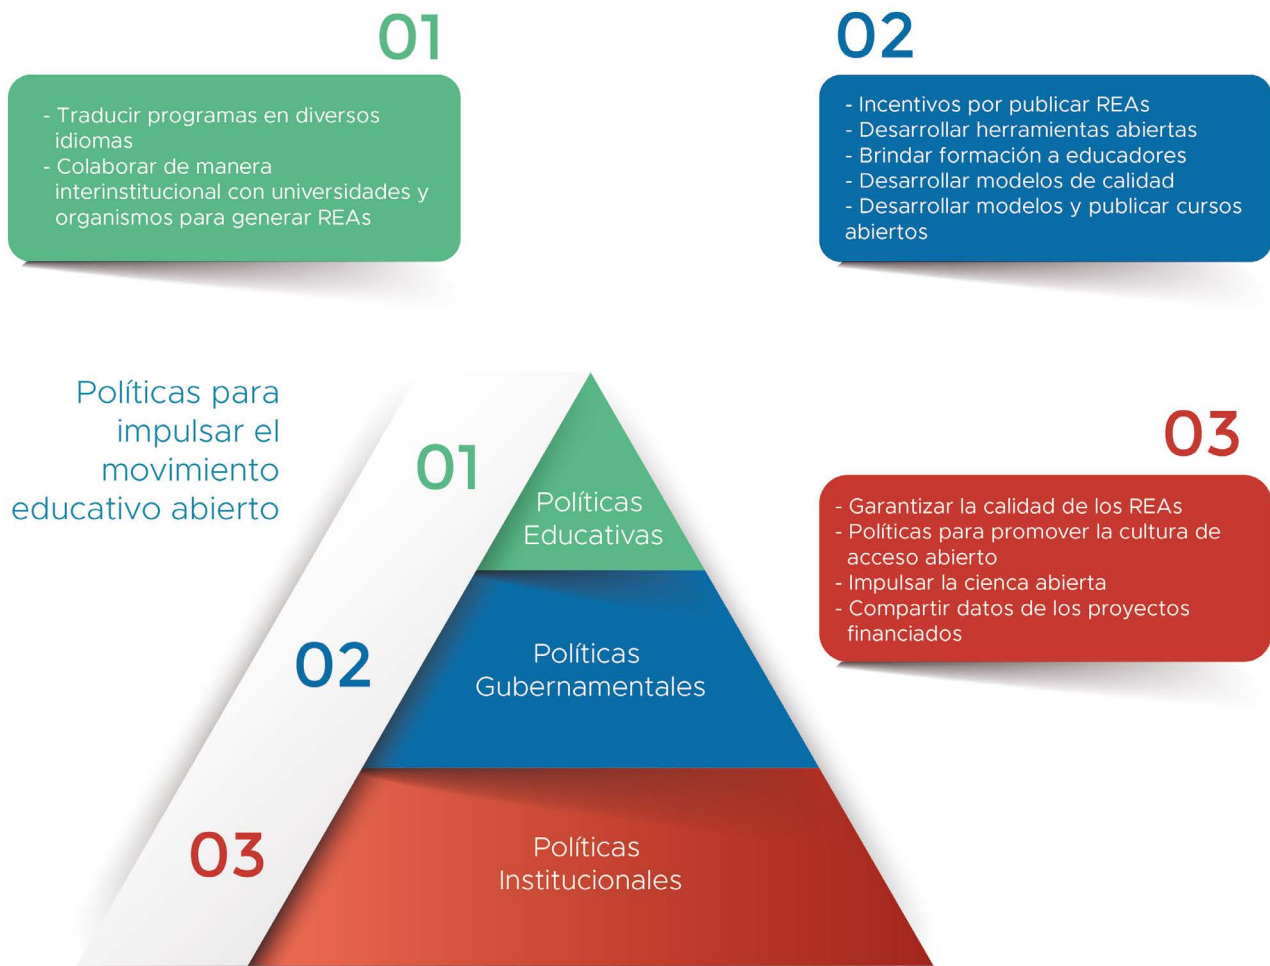 01
- Traducir programas en diversos
idiomas
- Colaborar de manera
interinstitucional con universidades y
organismos para generar REAs
02
- Incentivos por publicar REAs
- Desarrollar herramientas abiertas
- Brindar formación a educadores
- Desarrollar modelos de calidad
- Desarrollar modelos y publicar cursos
abiertos
03
- Garantizar la calidad de los REAs
- Políticas para promover la cultura de
acceso abierto
- Impulsar la cienca abierta
- Compartir datos de los proyectos
financiados
Políticas para
impulsar el
movimiento
educativo abierto
01
Políticas
Educativas
02
Políticas
Gubernamentales
03
Políticas
Institucionales